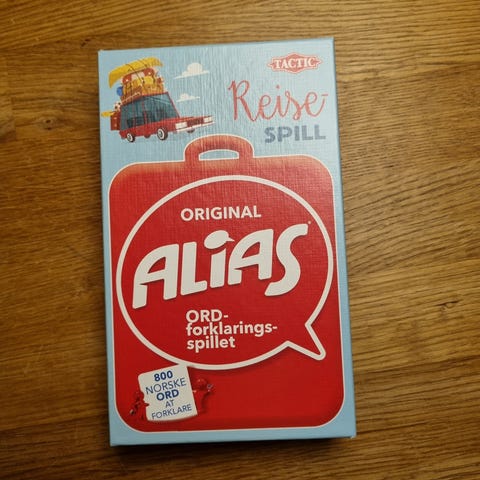 TACTIC
Reise-
SPILL
ORIGINAL
ALiAS
ORD-
forklarings-
spillet
800
NORSKE
ORD
AT
FORKLARE